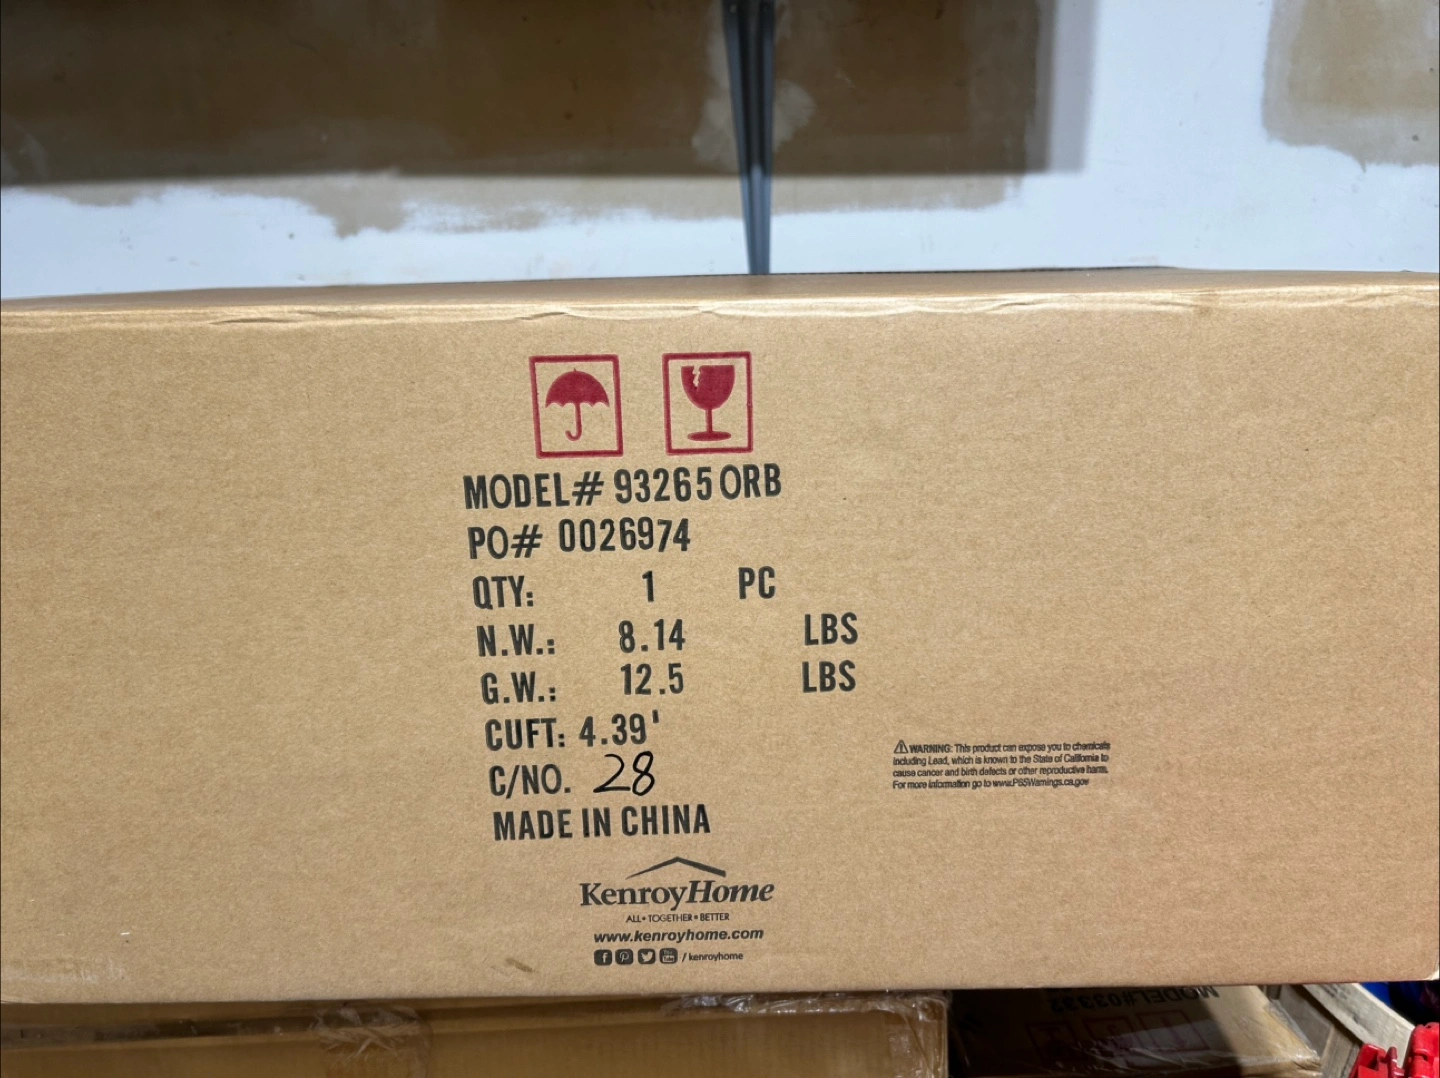 MODEL# 93265ORB
PO# 0026974
QTY: 1 PC
N.W.: 8.14 LBS
G.W.: 12.5 LBS
CUFT: 4.39'
C/NO. 28
MADE IN CHINA
KenroyHome
ALL • TOGETHER • BETTER
www.kenroyhome.com
/kenroyhome
⚠ WARNING: This product can expose you to chemicals
including Lead, which is known to the State of California to
cause cancer and birth defects or other reproductive harm.
For more information go to www.P65Warnings.ca.gov